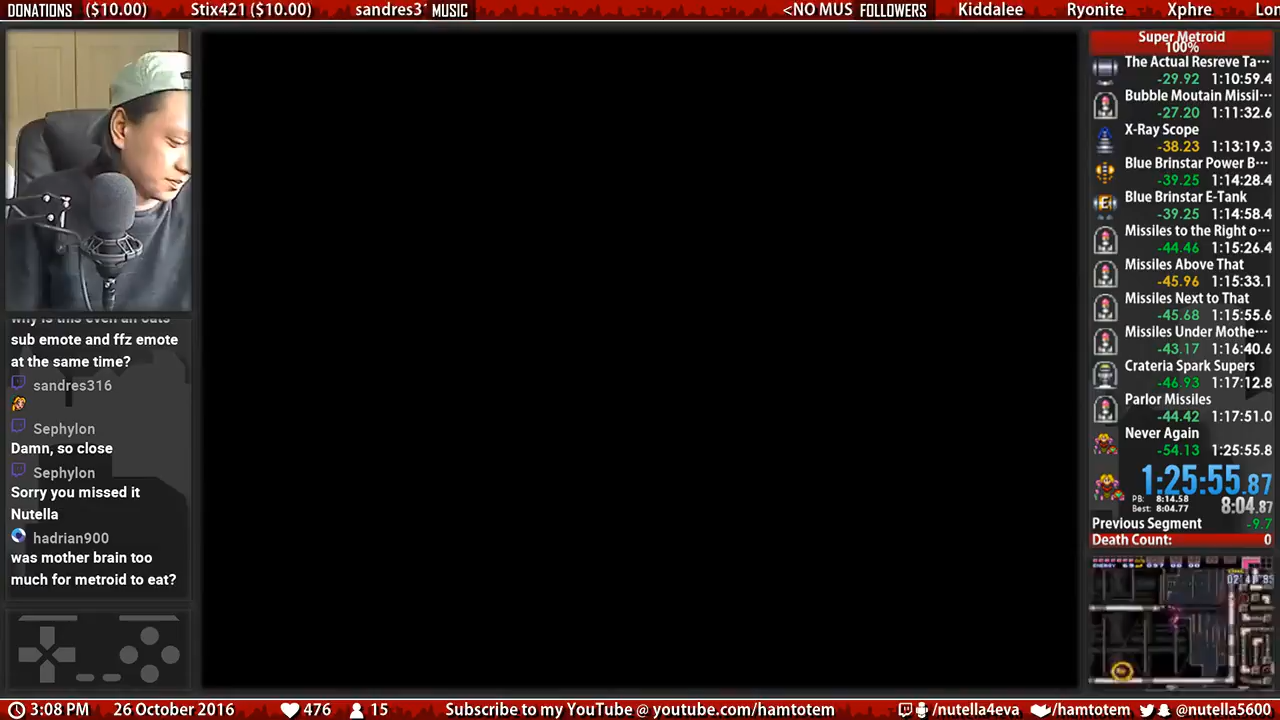 DONATIONS ($10.00) Stix421 ($10.00) sandres3 MUSIC <NO MUS FOLLOWERS Kiddalee Ryonite Xphre Lor
Super Metroid
100%
The Actual Resreve Ta...
-29.92 1:10:59.4
Bubble Moutain Missil...
-27.20 1:11:32.6
X-Ray Scope
-38.23 1:13:19.3
Blue Brinstar Power B...
-39.25 1:14:28.4
Blue Brinstar E-Tank
-39.25 1:14:58.4
Missiles to the Right o...
-44.46 1:15:26.4
Missiles Above That
-45.96 1:15:33.1
Missiles Next to That
-45.68 1:15:55.6
Missiles Under Mothe...
-43.17 1:16:40.6
Crateria Spark Supers
-46.93 1:17:12.8
Parlor Missiles
-44.42 1:17:51.0
Never Again
-54.13 1:25:55.8
1:25:55.87
PB: 8:14.58
Best: 8:04.77
8:04.87
Previous Segment -9.7
Death Count: 0
why is this even an
sub emote and ffz emote
at the same time?
sandres316
Sephylon
Damn, so close
Sephylon
Sorry you missed it
Nutella
hadrian900
was mother brain too
much for metroid to eat?
ENERGY
3:08 PM 26 October 2016 476 15 Subscribe to my YouTube @ youtube.com/hamtotem /nutella4eva /hamtotem @nutella5600